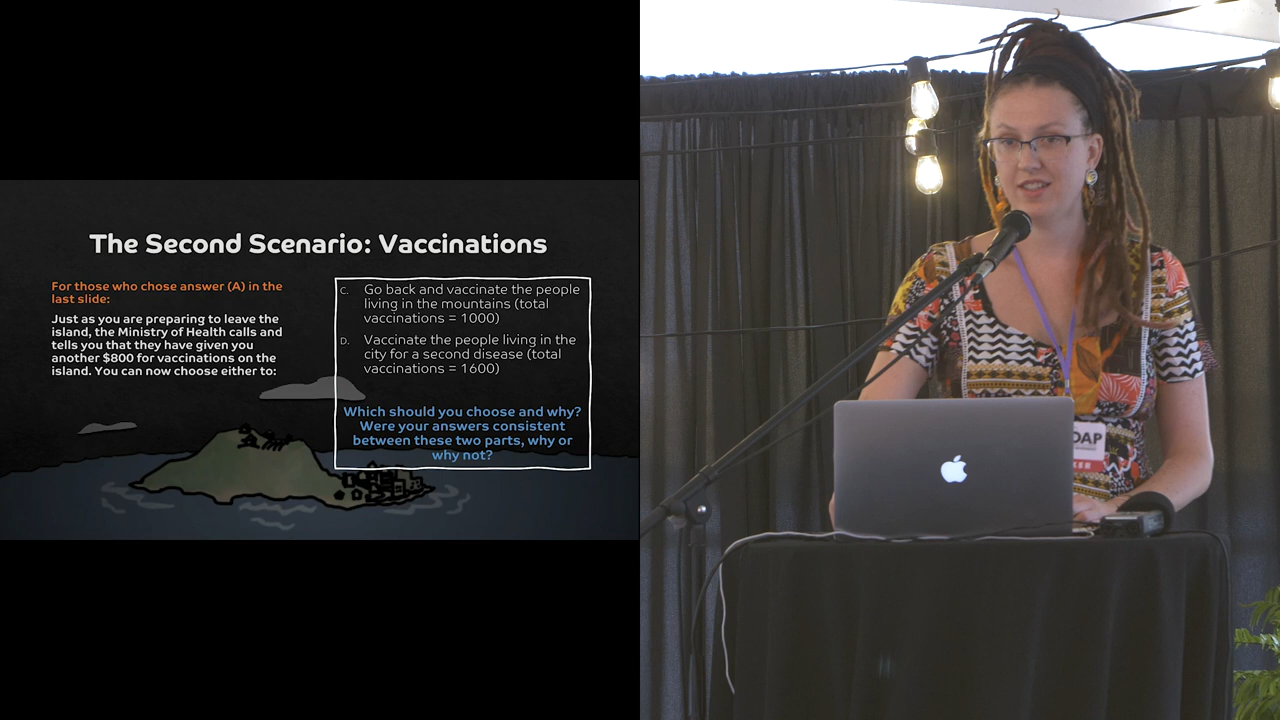 The Second Scenario: Vaccinations
For those who chose answer (A) in the
last slide:
Just as you are preparing to leave the
island, the Ministry of Health calls and
tells you that they have given you
another $800 for vaccinations on the
island. You can now choose either to:
C. Go back and vaccinate the people
living in the mountains (total
vaccinations = 1000)
D. Vaccinate the people living in the
city for a second disease (total
vaccinations = 1600)
Which should you choose and why?
Were your answers consistent
between these two parts, why or
why not?